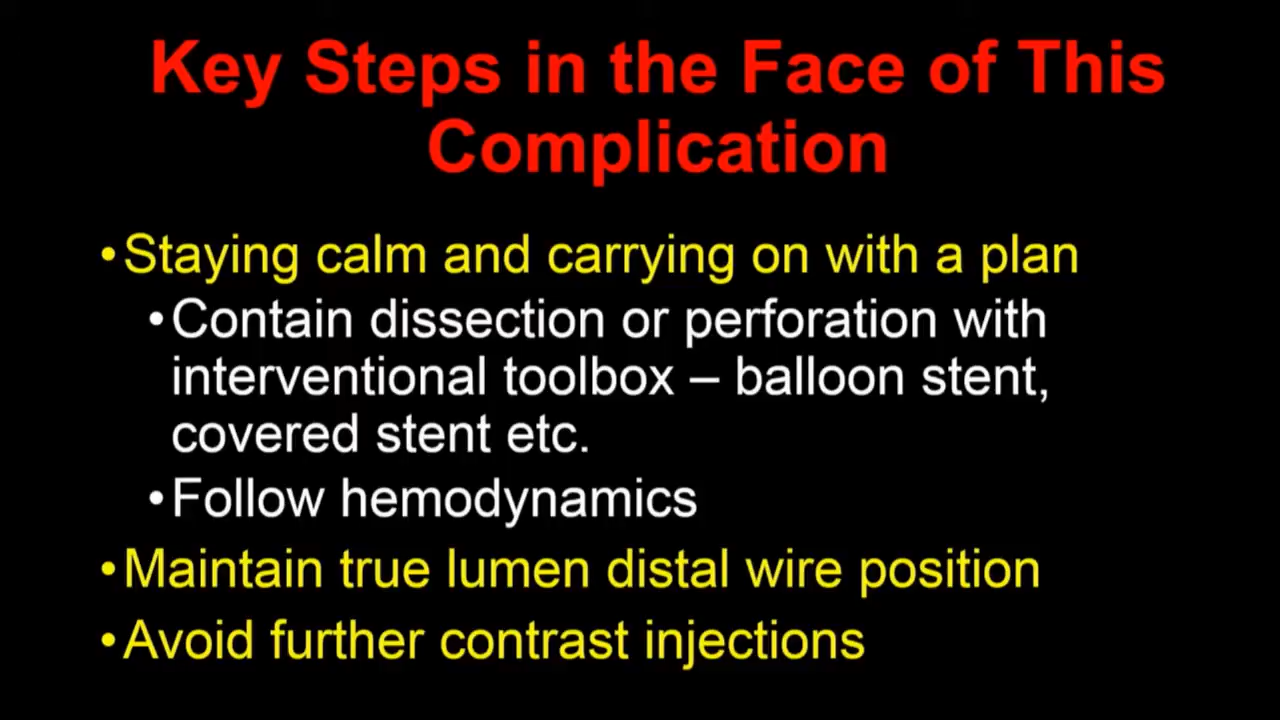 Key Steps in the Face of This
Complication
•Staying calm and carrying on with a plan
•Contain dissection or perforation with
interventional toolbox – balloon stent,
covered stent etc.
•Follow hemodynamics
•Maintain true lumen distal wire position
•Avoid further contrast injections